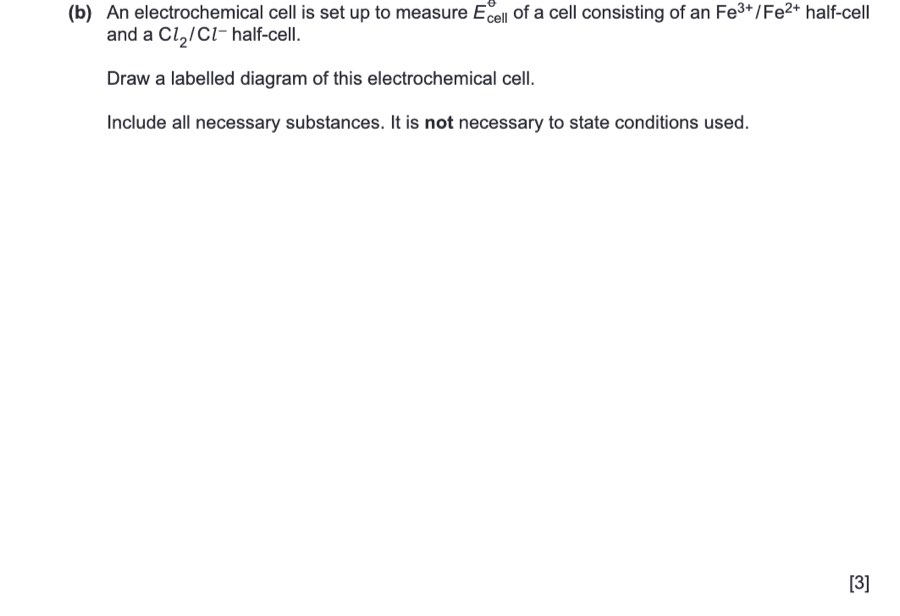 (b) An electrochemical cell is set up to measure E⦵cell of a cell consisting of an Fe³⁺/Fe²⁺ half-cell
and a Cl₂/Cl⁻ half-cell.
Draw a labelled diagram of this electrochemical cell.
Include all necessary substances. It is not necessary to state conditions used.
[3]